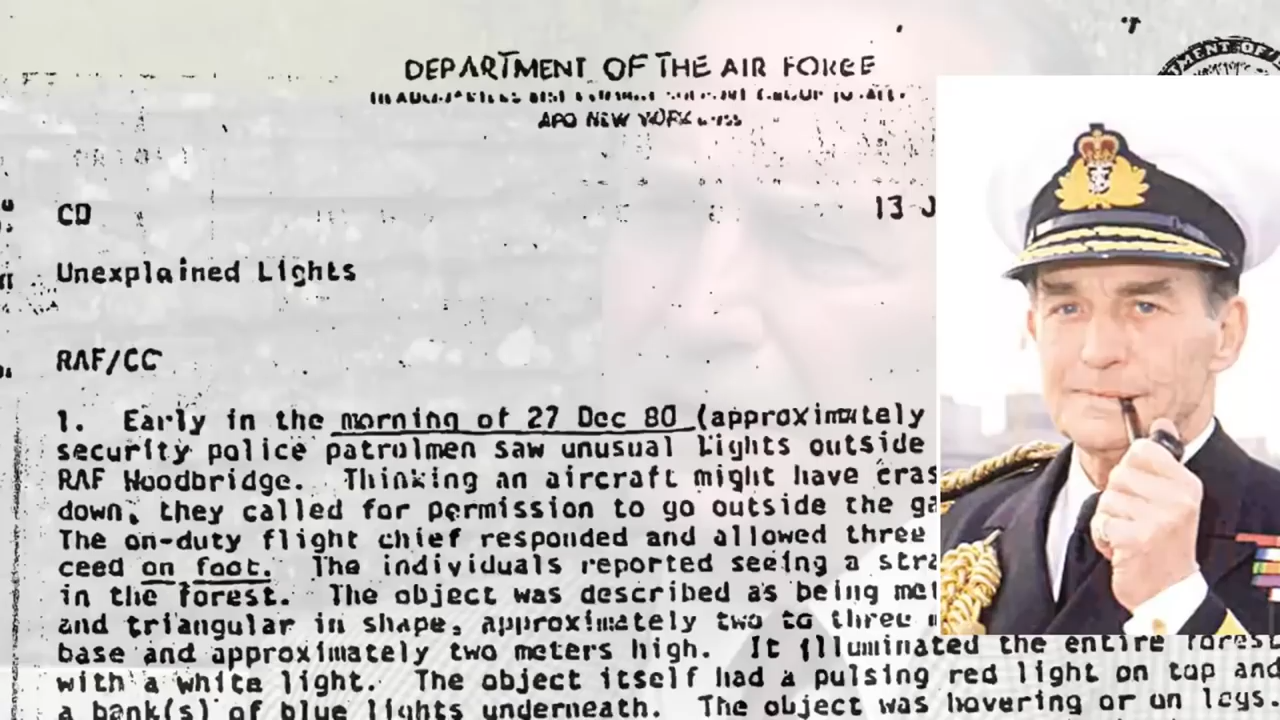 DEPARTMENT OF THE AIR FORCE
APO NEW YORK
CD
13 J
Unexplained Lights
RAF/CC
1. Early in the morning of 27 Dec 80 (approximately
security police patrolmen saw unusual lights outside
RAF Woodbridge. Thinking an aircraft might have cras
down, they called for permission to go outside the ga
The on-duty flight chief responded and allowed three
ceed on foot. The individuals reported seeing a stra
in the forest. The object was described as being met
and triangular in shape, approximately two to three m
base and approximately two meters high. It illuminated the entire forest
with a white light. The object itself had a pulsing red light on top and
a bank(s) of blue lights underneath. The object was hovering or on legs.